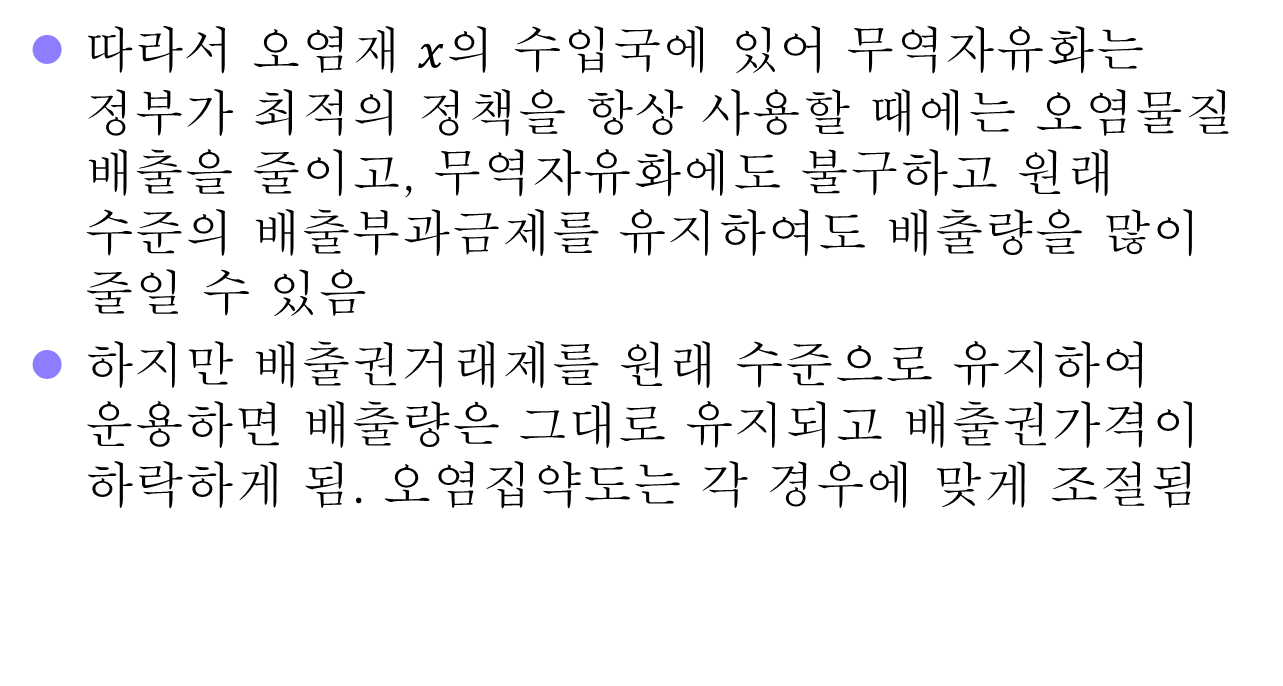 ● 따라서 오염재 x의 수입국에 있어 무역자유화는
정부가 최적의 정책을 항상 사용할 때에는 오염물질
배출을 줄이고, 무역자유화에도 불구하고 원래
수준의 배출부과금제를 유지하여도 배출량을 많이
줄일 수 있음
● 하지만 배출권거래제를 원래 수준으로 유지하여
운용하면 배출량은 그대로 유지되고 배출권가격이
하락하게 됨. 오염집약도는 각 경우에 맞게 조절됨